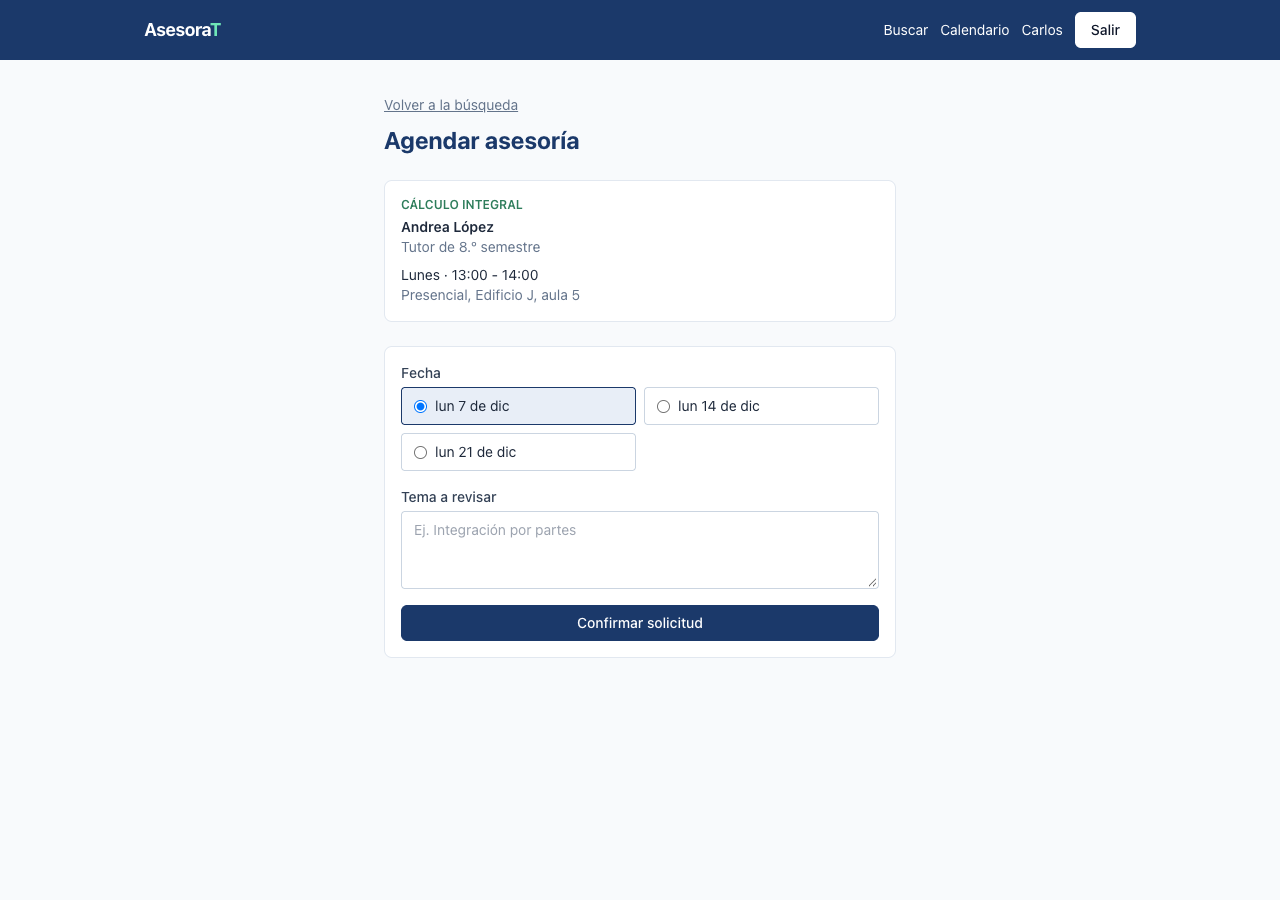 AsesoraT
Buscar Calendario Carlos Salir
Volver a la búsqueda
Agendar asesoría
CÁLCULO INTEGRAL
Andrea López
Tutor de 8.º semestre
Lunes · 13:00 - 14:00
Presencial, Edificio J, aula 5
Fecha
lun 7 de dic
lun 14 de dic
lun 21 de dic
Tema a revisar
Ej. Integración por partes
Confirmar solicitud